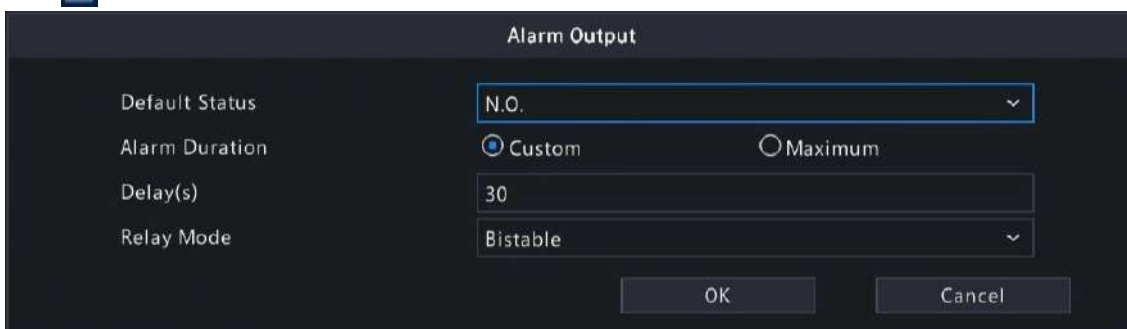 Alarm Output
Default Status N.O.
Alarm Duration Custom Maximum
Delay(s) 30
Relay Mode Bistable
OK Cancel